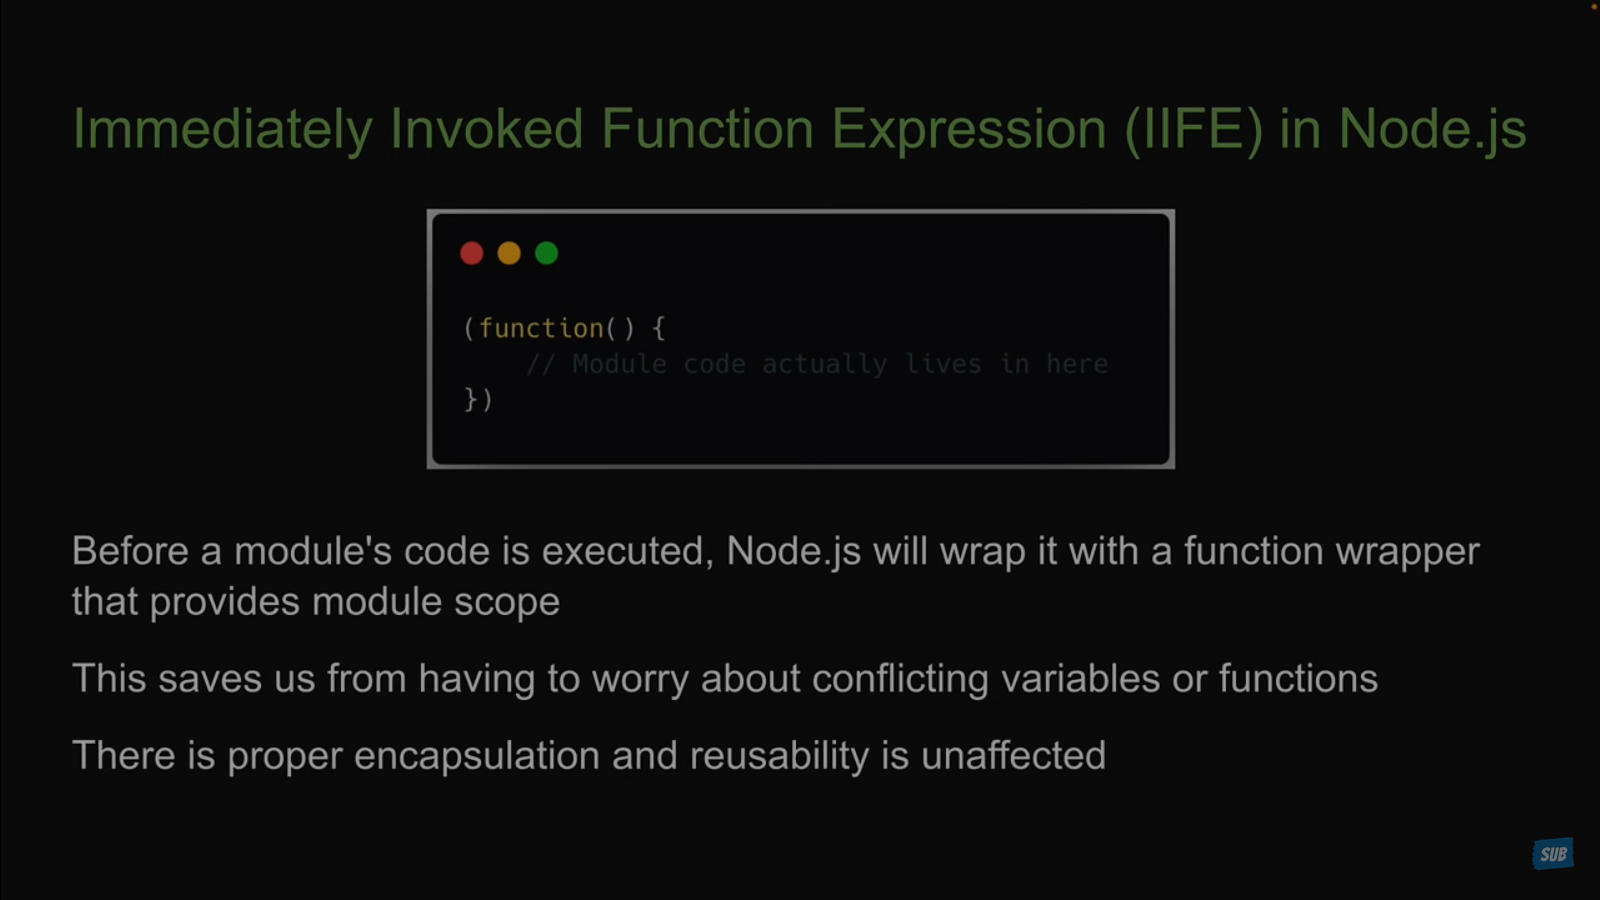 Immediately Invoked Function Expression (IIFE) in Node.js
(function() {
// Module code actually lives in here
})
Before a module's code is executed, Node.js will wrap it with a function wrapper
that provides module scope
This saves us from having to worry about conflicting variables or functions
There is proper encapsulation and reusability is unaffected
SUB